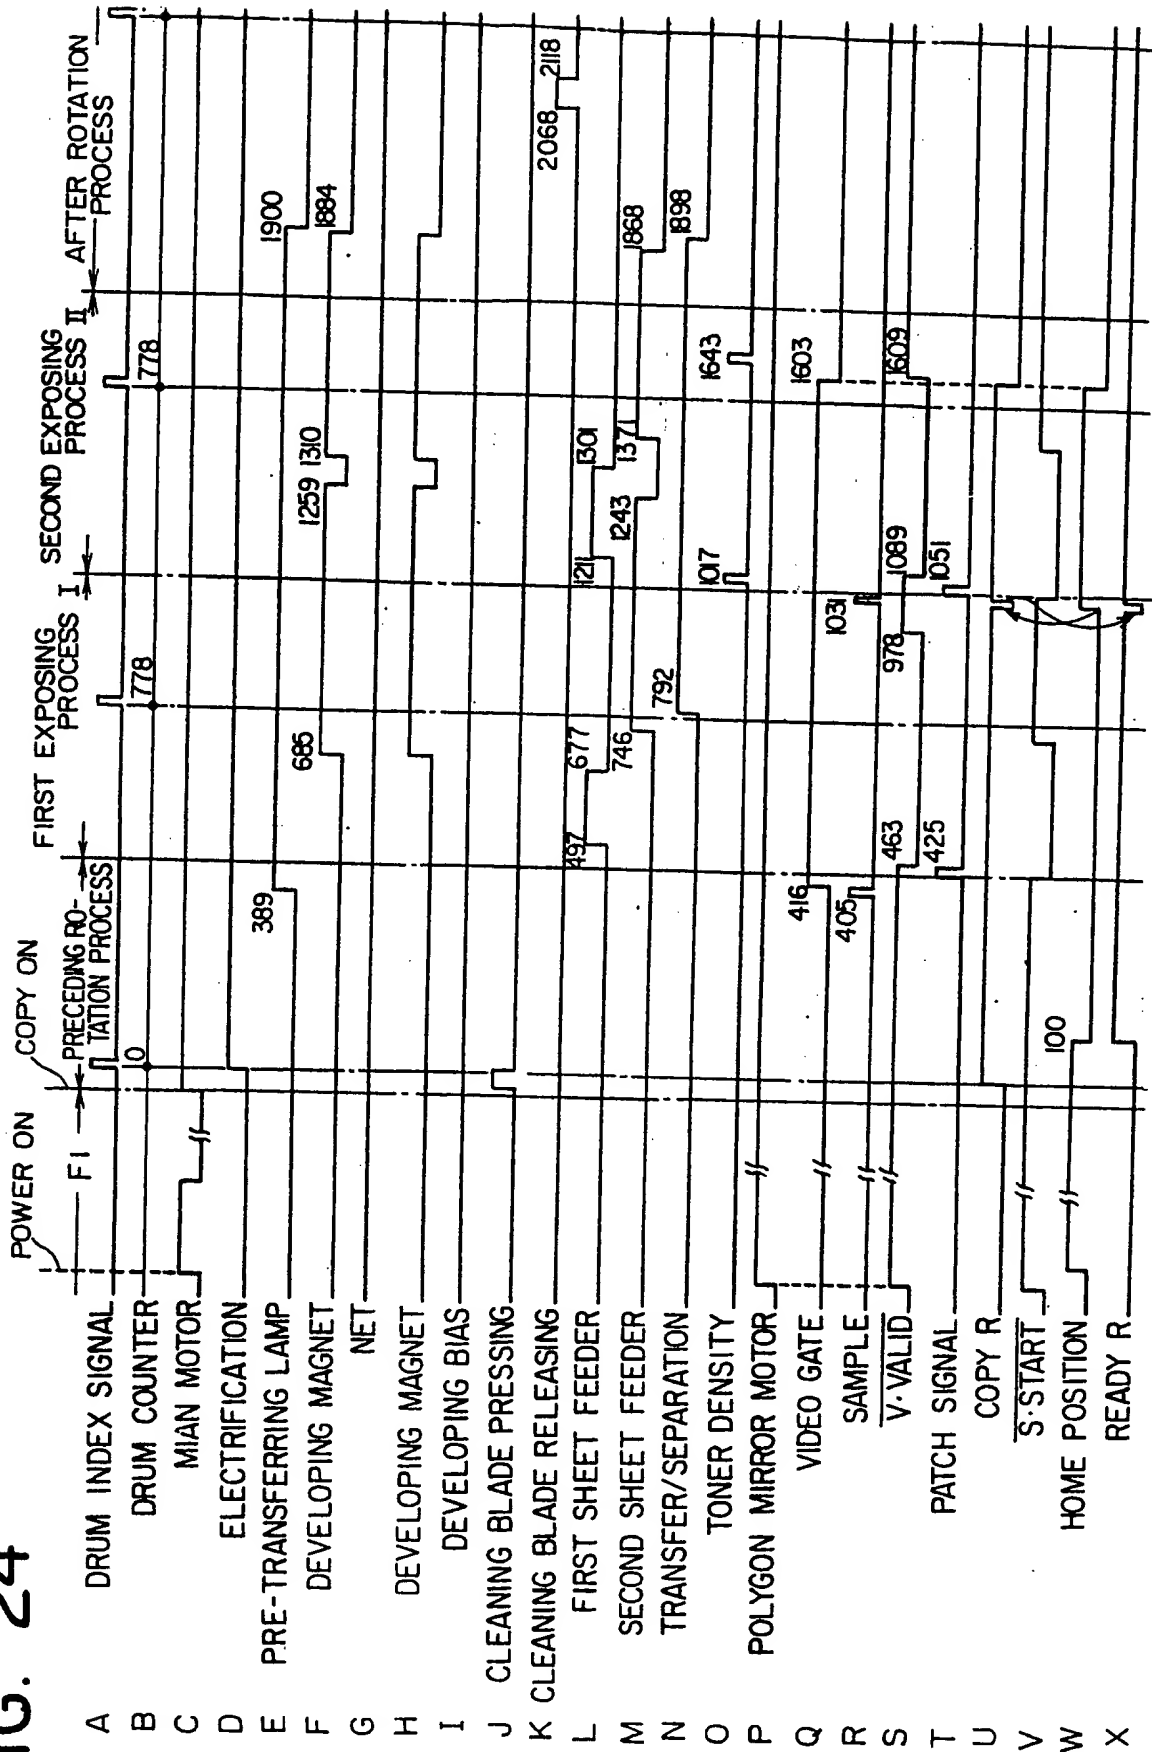 FIG. 24
POWER ON
COPY ON
F1
PRECEDING RO-
TATION PROCESS
FIRST EXPOSING
PROCESS I
SECOND EXPOSING
PROCESS II
AFTER ROTATION
PROCESS
A DRUM INDEX SIGNAL
B DRUM COUNTER 0 778 778
C MIAN MOTOR
D ELECTRIFICATION
E PRE-TRANSFERRING LAMP 389 1900
F DEVELOPING MAGNET 685 1259 1310 1884
G NET
H DEVELOPING MAGNET
I DEVELOPING BIAS
J CLEANING BLADE PRESSING
K CLEANING BLADE RELEASING 2068 2118
L FIRST SHEET FEEDER 497 677 1211 1301
M SECOND SHEET FEEDER 746 1243 1371 1868
N TRANSFER/SEPARATION 792 1898
O TONER DENSITY 1017 1643
P POLYGON MIRROR MOTOR
Q VIDEO GATE 416 1603
R SAMPLE 405 1031
S V·VALID 463 978 1089 1609
T PATCH SIGNAL 425 1051
U COPY R
V S·START
W HOME POSITION 100
X READY R